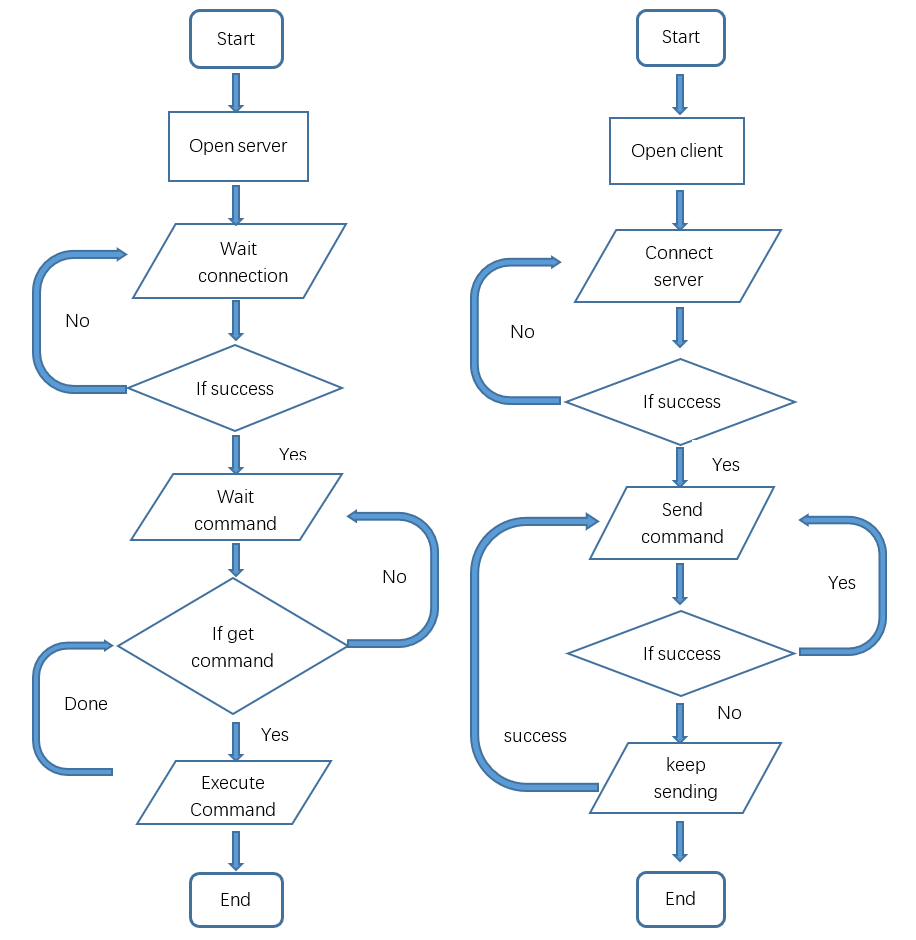 Start
Open server
Wait
connection
No
If success
Yes
Wait
command
No
If get
command
Done
Yes
Execute
Command
End
Start
Open client
Connect
server
No
If success
Yes
Send
command
Yes
If success
No
success
keep
sending
End